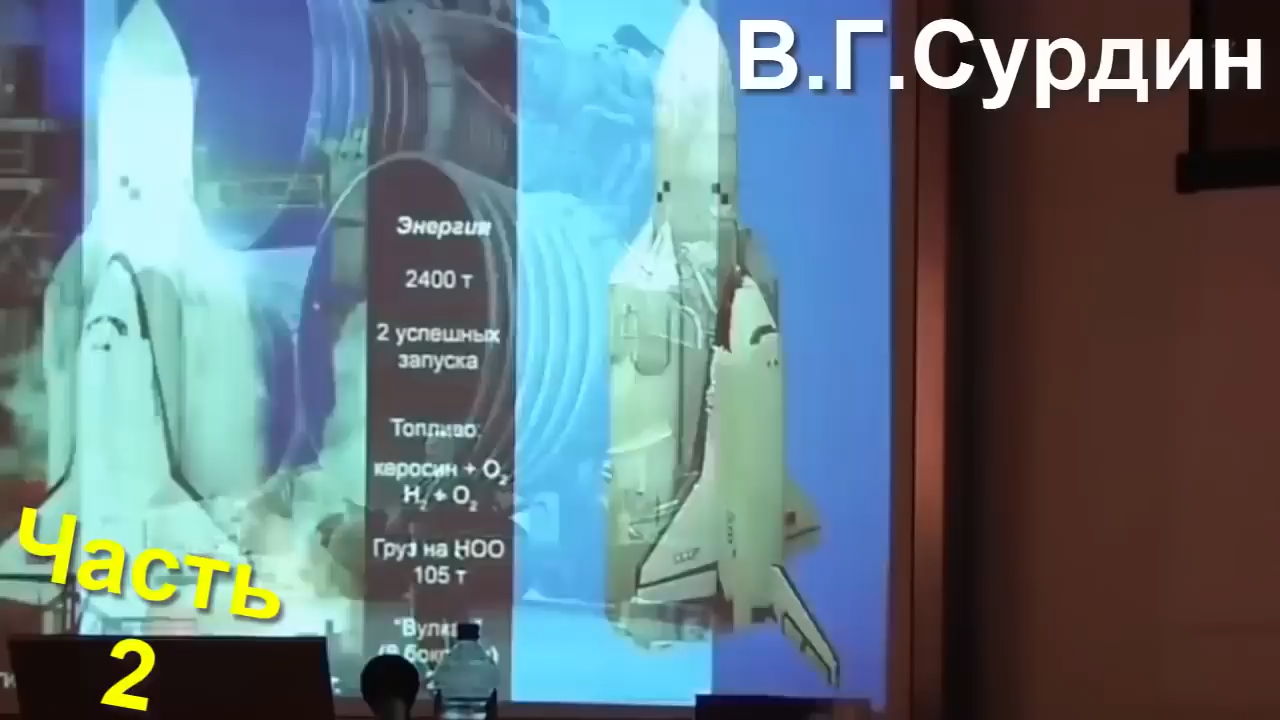 В.Г.Сурдин
Энергия
2400 т
2 успешных
запуска
Топливо:
керосин + O₂
H₂ + O₂
Груз на НОО
105 т
Часть
2